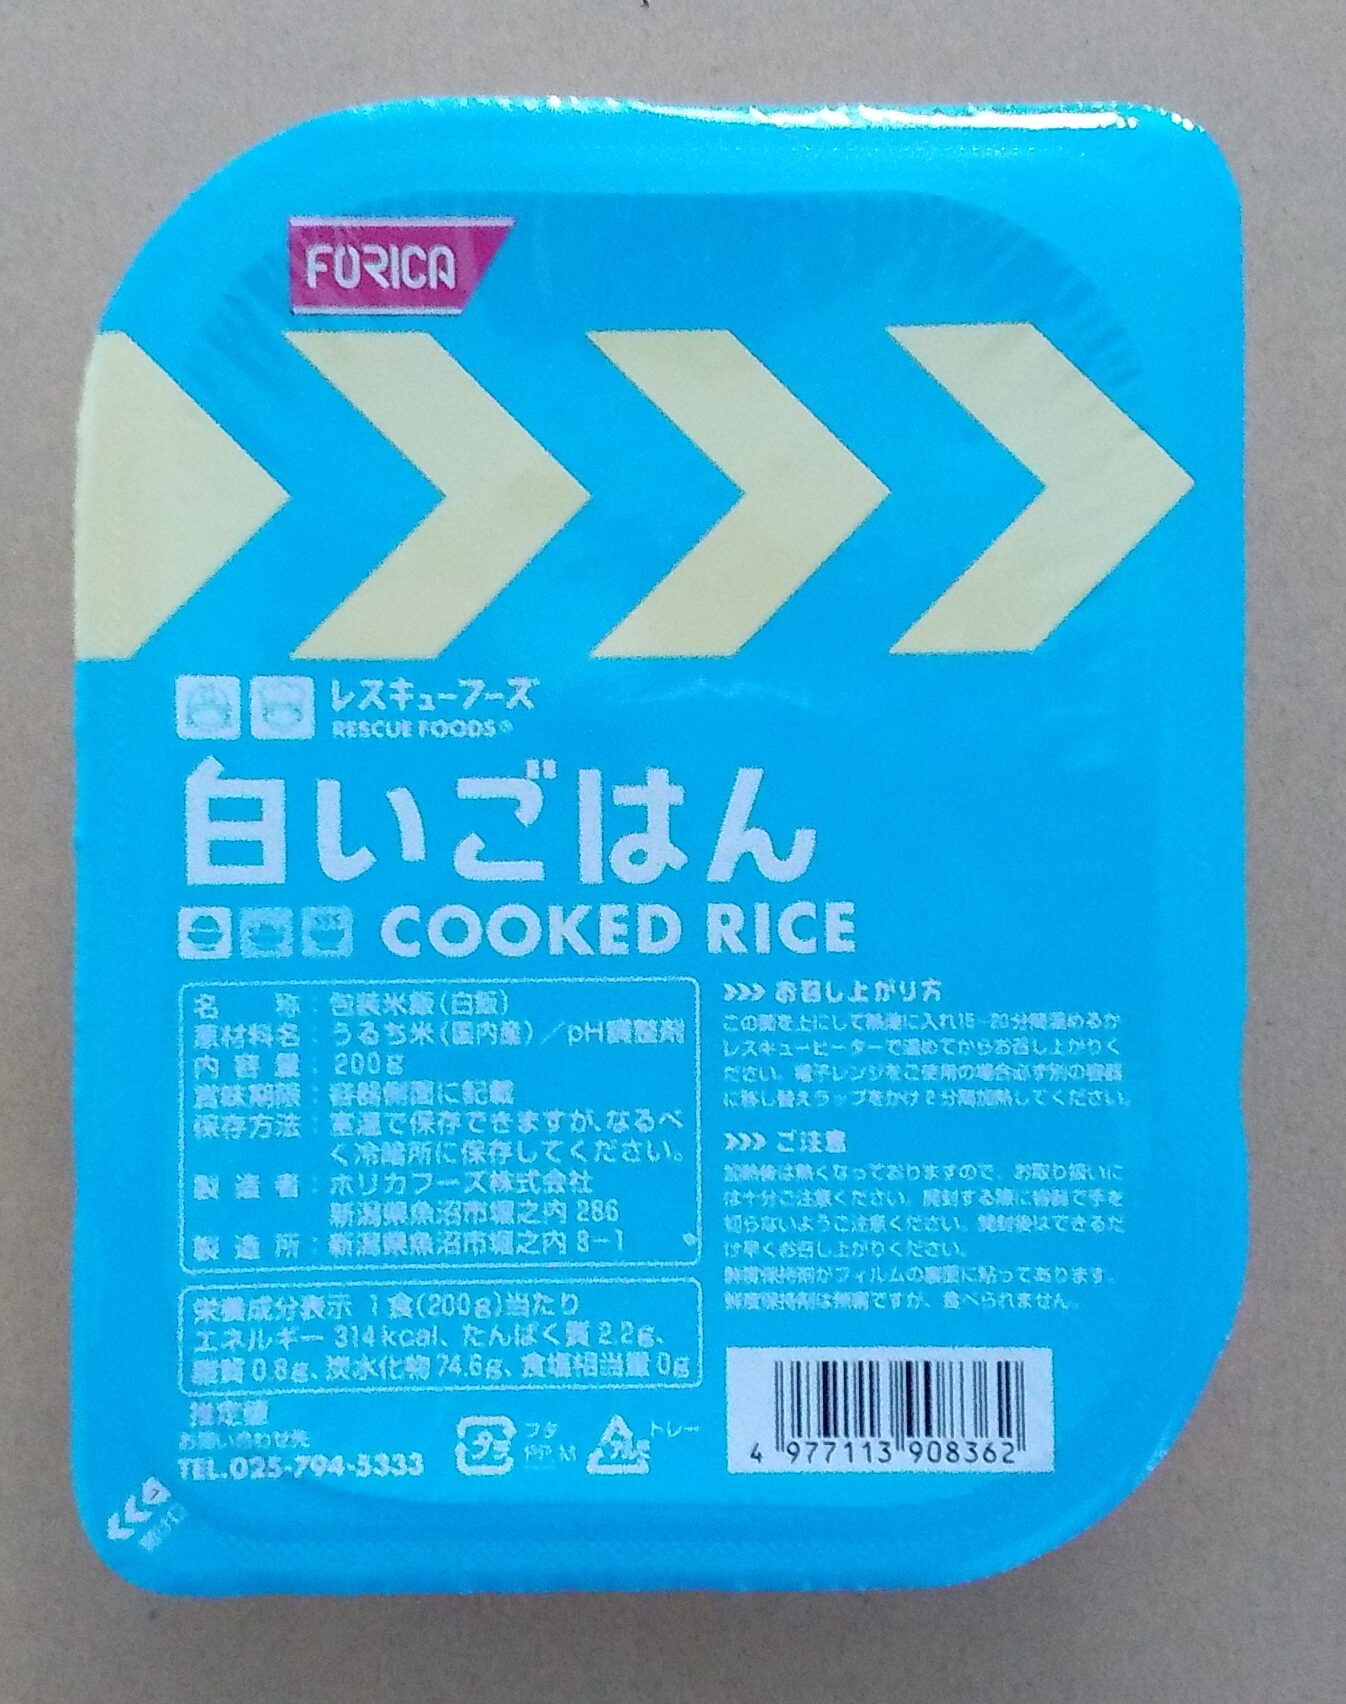 FORICA
レスキューフーズ
RESCUE FOODS®
白いごはん
COOKED RICE
名称：包装米飯（白飯）
原材料名：うるち米（国内産）／pH調整剤
内容量：200g
賞味期限：容器側面に記載
保存方法：室温で保存できますが、なるべ
く冷暗所に保存してください。
製造者：ホリカフーズ株式会社
新潟県魚沼市堀之内 286
製造所：新潟県魚沼市堀之内 8-1
栄養成分表示 1食(200g)当たり
エネルギー 314kcal、たんぱく質 2.2g、
脂質 0.8g、炭水化物 74.6g、食塩相当量 0g
推定値
お問い合わせ先
TEL.025-794-5333
プラ
フタ
PP, M
プラ
トレー
>>> お召し上がり方
この面を上にして熱湯に入れ15~20分間温めるか
レスキューヒーターで温めてからお召し上がりく
ださい。電子レンジをご使用の場合必ず別の容器
に移し替えラップをかけ2分間加熱してください。
>>> ご注意
加熱後は熱くなっておりますので、お取り扱いに
は十分ご注意ください。開封する際に容器で手を
切らないようご注意ください。開封後はできるだ
け早くお召し上がりください。
鮮度保持剤がフィルムの裏面に貼ってあります。
鮮度保持剤は無害ですが、食べられません。
4 977113 908362